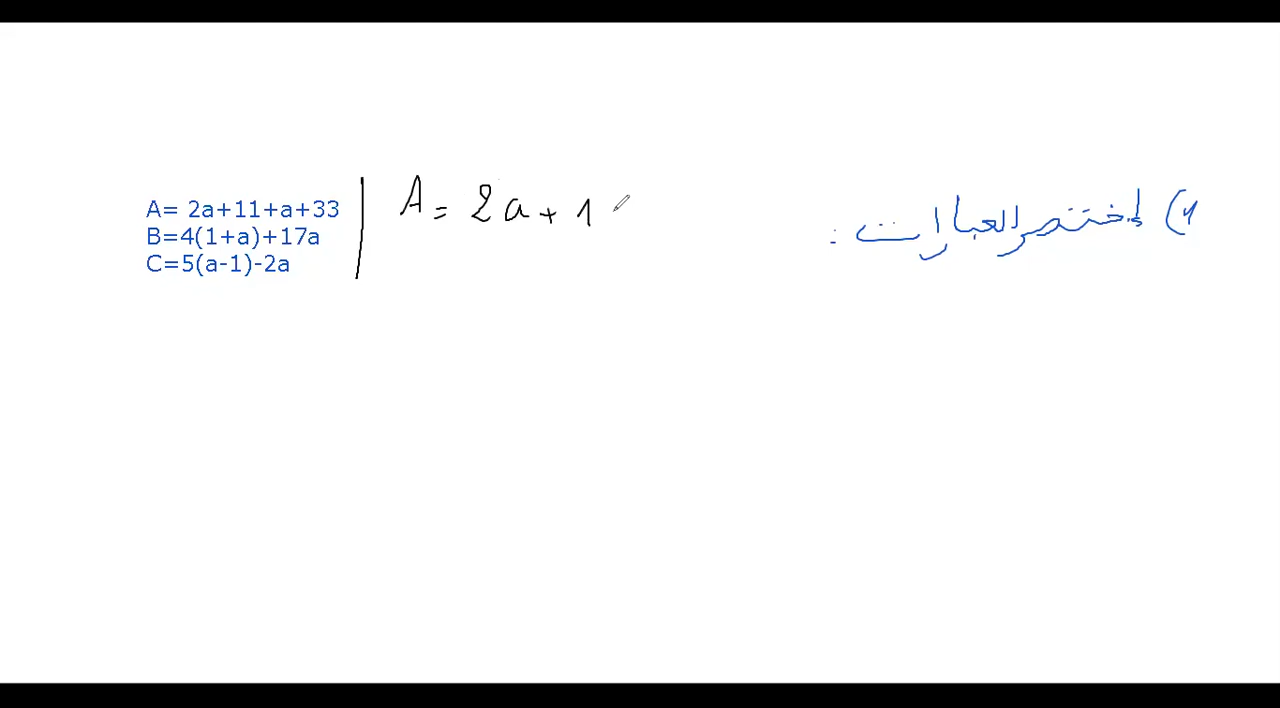 1) إختصر العبارات :
A= 2a+11+a+33
B=4(1+a)+17a
C=5(a-1)-2a
A = 2a + 1